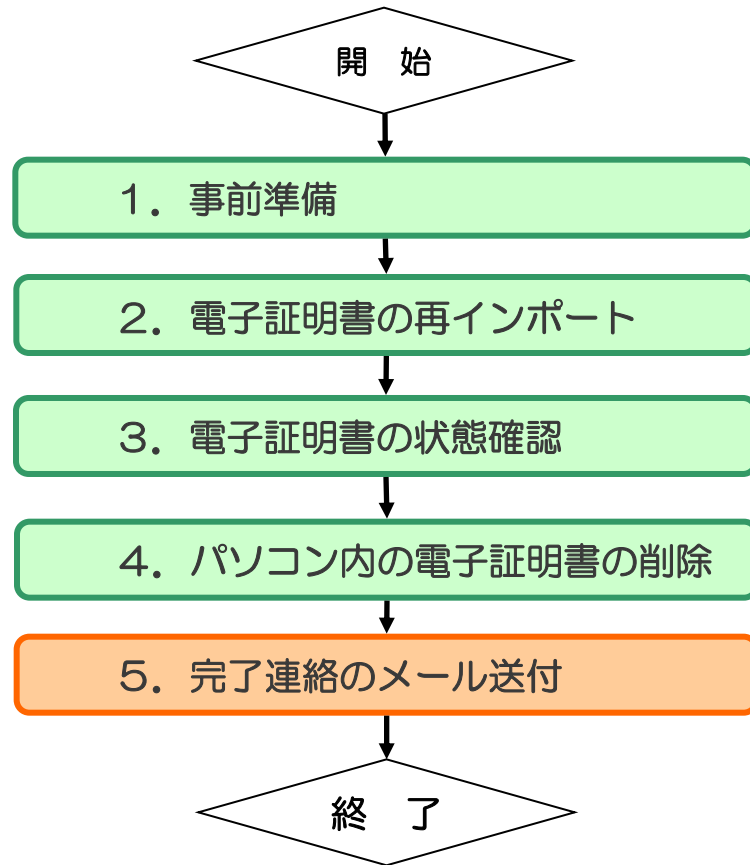 開　始
１．事前準備
２．電子証明書の再インポート
３．電子証明書の状態確認
４．パソコン内の電子証明書の削除
５．完了連絡のメール送付
終　了